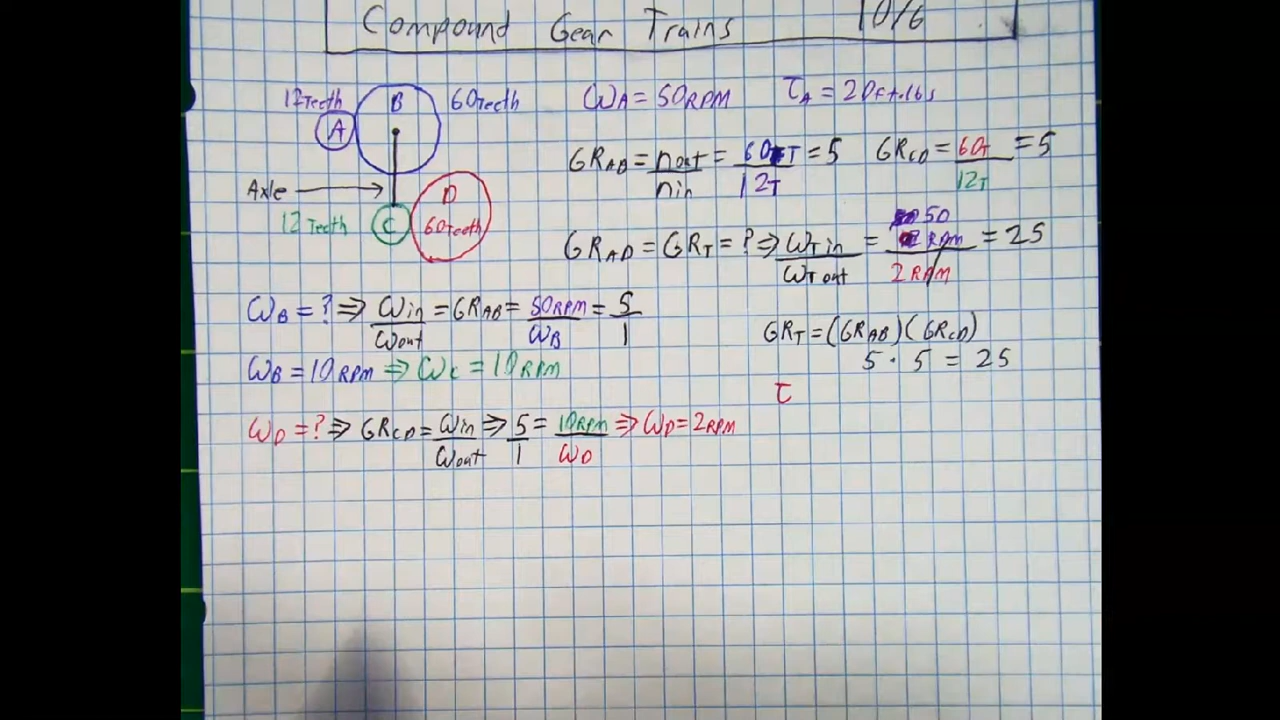 Compound Gear Trains 10/6
12 Teeth B 60 Teeth
A
ωA = 50 RPM τA = 20 ft.lbs
GRAB = nout/nin = 60T/12T = 5 GRCD = 60T/12T = 5
Axle
D
12 Teeth C 60 Teeth
GRAD = GRT = ? ⇒ ωT in/ωT out = 50 RPM/2 RPM = 25
ωB = ? ⇒ ωin/ωout = GRAB = 50 RPM/ωB = 5/1
GRT = (GRAB)(GRCD)
5 · 5 = 25
ωB = 10 RPM ⇒ ωC = 10 RPM
τ
ωD = ? ⇒ GRCD = ωin/ωout ⇒ 5/1 = 10 RPM/ωD ⇒ ωD = 2 RPM